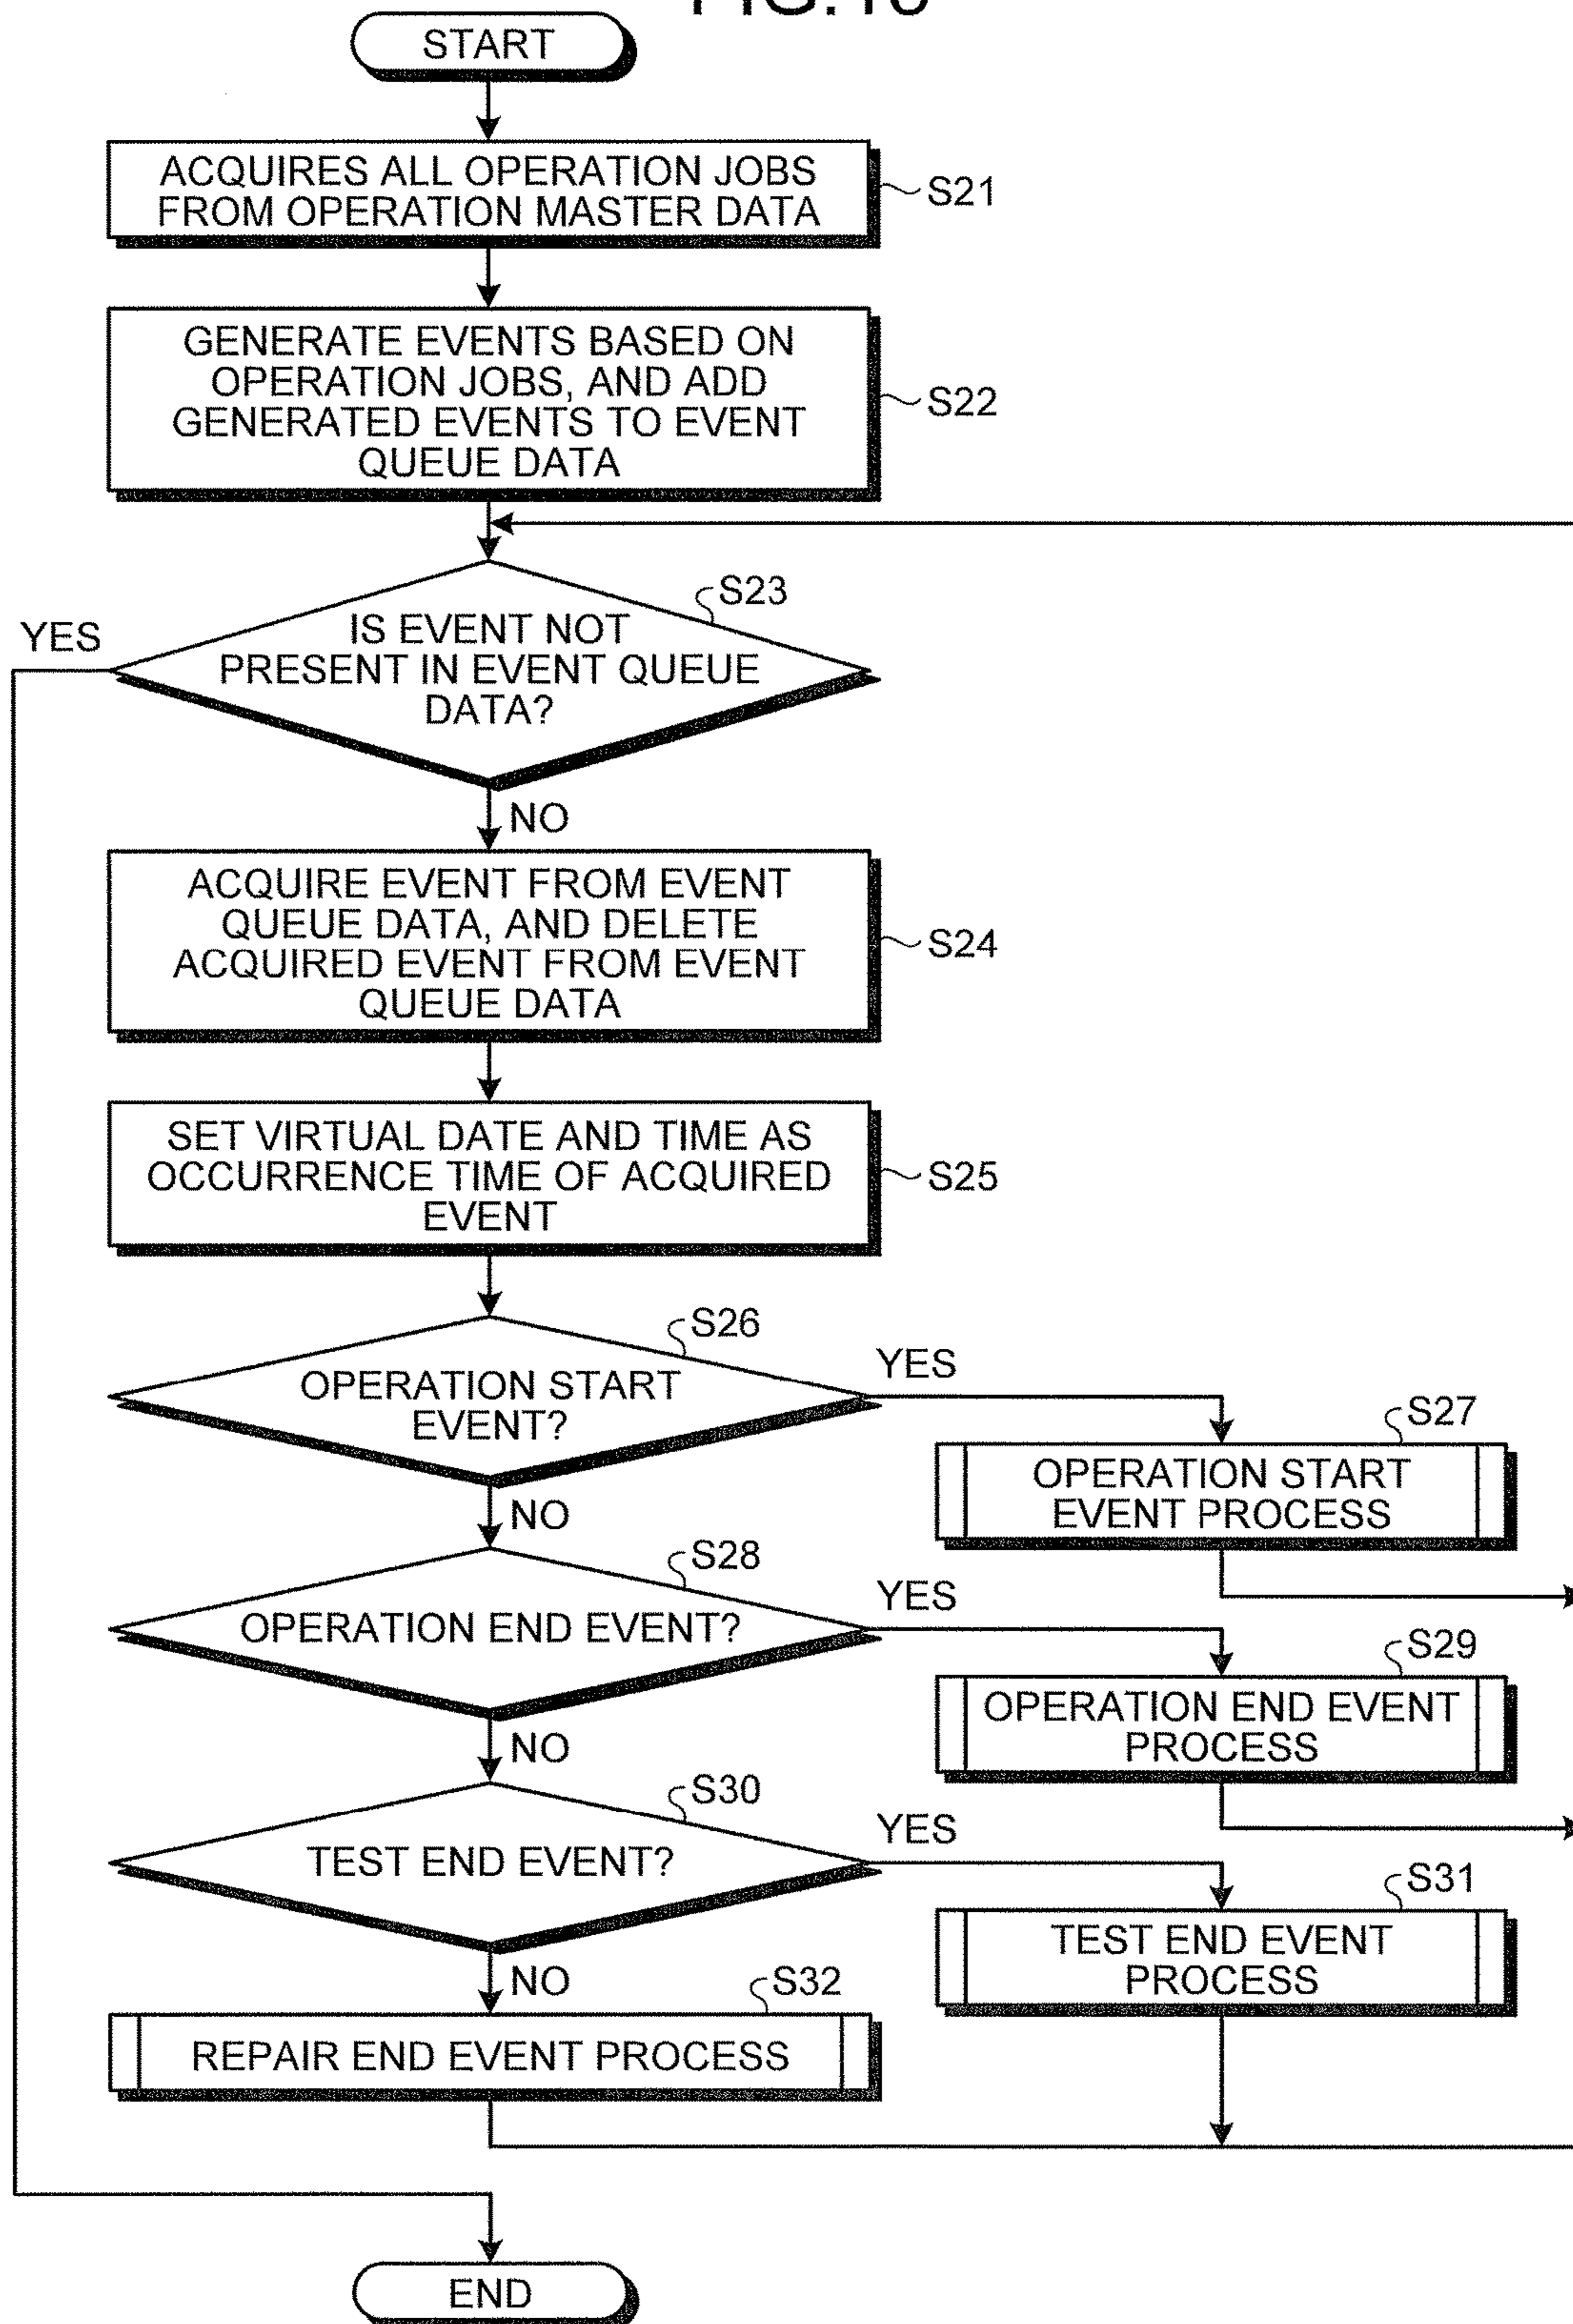 START
ACQUIRES ALL OPERATION JOBS
FROM OPERATION MASTER DATA
S21
GENERATE EVENTS BASED ON
OPERATION JOBS, AND ADD
GENERATED EVENTS TO EVENT
QUEUE DATA
S22
S23
YES
IS EVENT NOT
PRESENT IN EVENT QUEUE
DATA?
NO
ACQUIRE EVENT FROM EVENT
QUEUE DATA, AND DELETE
ACQUIRED EVENT FROM EVENT
QUEUE DATA
S24
SET VIRTUAL DATE AND TIME AS
OCCURRENCE TIME OF ACQUIRED
EVENT
S25
S26
OPERATION START
EVENT?
YES
S27
OPERATION START
EVENT PROCESS
NO
S28
OPERATION END EVENT?
YES
S29
OPERATION END EVENT
PROCESS
NO
S30
TEST END EVENT?
YES
S31
TEST END EVENT
PROCESS
NO
S32
REPAIR END EVENT PROCESS
END